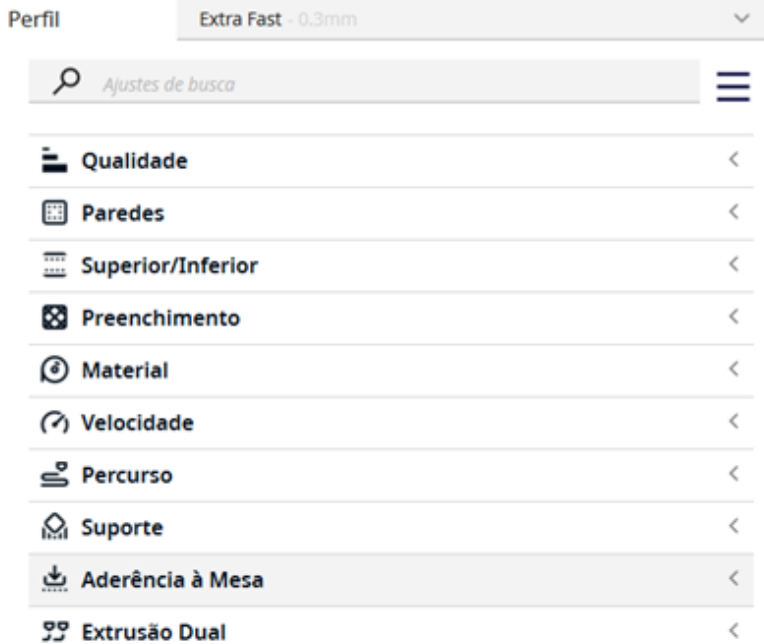 Perfil Extra Fast - 0.3mm
Ajustes de busca
Qualidade
Paredes
Superior/Inferior
Preenchimento
Material
Velocidade
Percurso
Suporte
Aderência à Mesa
Extrusão Dual